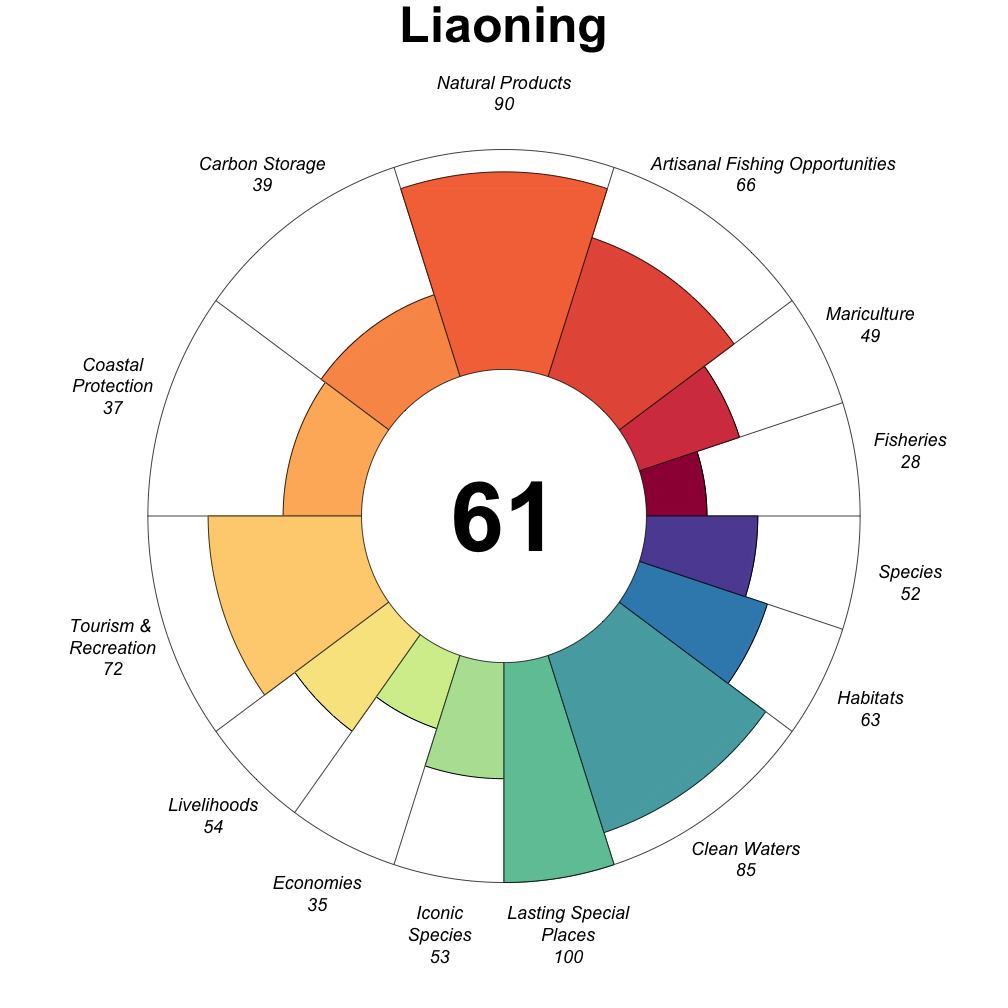 Liaoning
Natural Products
90
Carbon Storage
39
Artisanal Fishing Opportunities
66
Mariculture
49
Coastal
Protection
37
Fisheries
28
61
Species
52
Tourism &
Recreation
72
Habitats
63
Livelihoods
54
Clean Waters
85
Economies
35
Iconic
Species
53
Lasting Special
Places
100